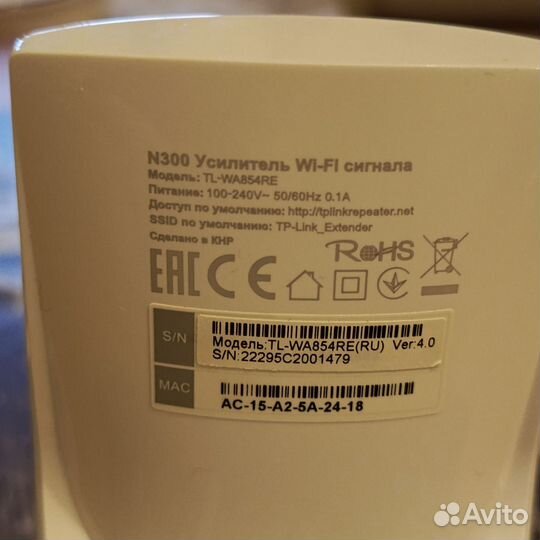 N300 Усилитель Wi-Fi сигнала
Модель: TL-WA854RE
Питание: 100-240V~ 50/60Hz 0.1A
Доступ по умолчанию: http://tplinkrepeater.net
SSID по умолчанию: TP-Link_Extender
Сделано в КНР
RoHS
EAC CE
S/N
Модель:TL-WA854RE(RU) Ver:4.0
S/N:22295C2001479
MAC
AC-15-A2-5A-24-18
Avito